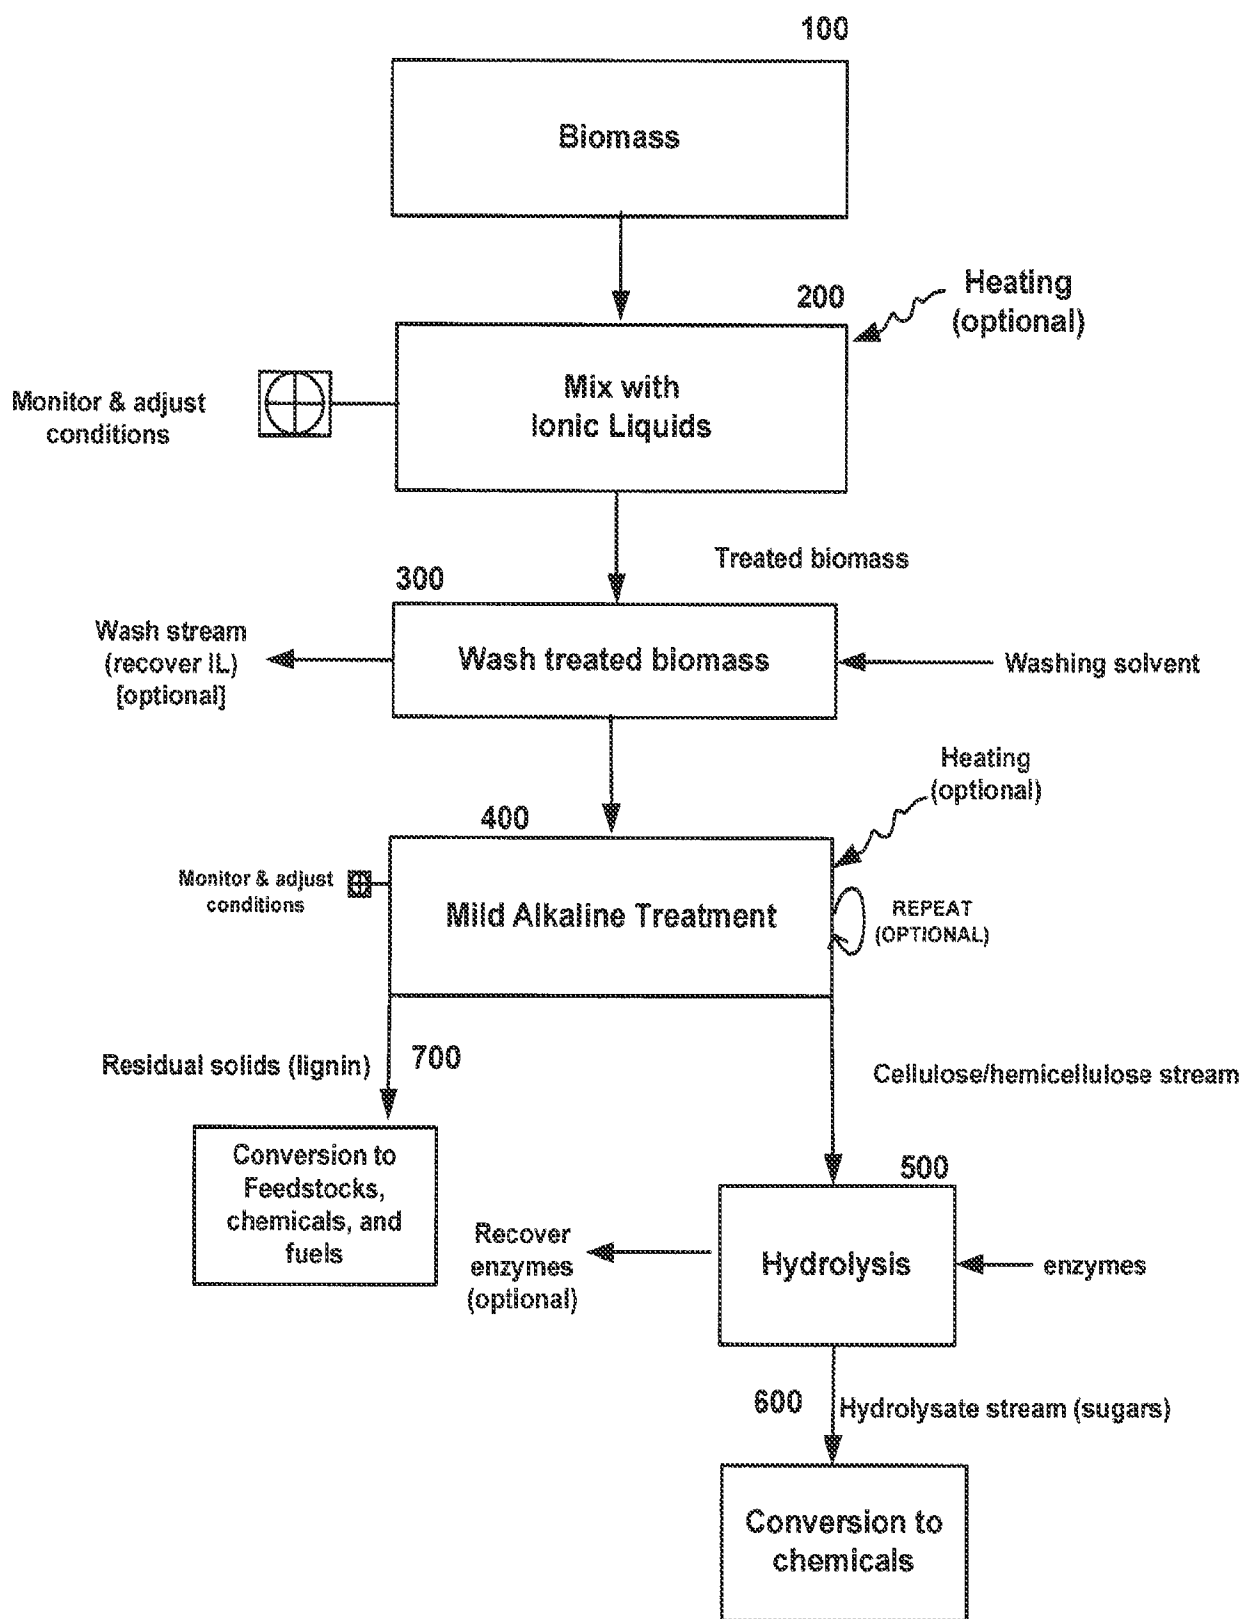 100
Biomass
200
Heating
(optional)
Mix with
Ionic Liquids
Monitor & adjust
conditions
Treated biomass
300
Wash stream
(recover IL)
[optional]
Wash treated biomass
Washing solvent
Heating
(optional)
400
Monitor & adjust
conditions
Mild Alkaline Treatment
REPEAT
(OPTIONAL)
Residual solids (lignin)
700
Cellulose/hemicellulose stream
Conversion to
Feedstocks,
chemicals, and
fuels
500
Recover
enzymes
(optional)
Hydrolysis
enzymes
600
Hydrolysate stream (sugars)
Conversion to
chemicals